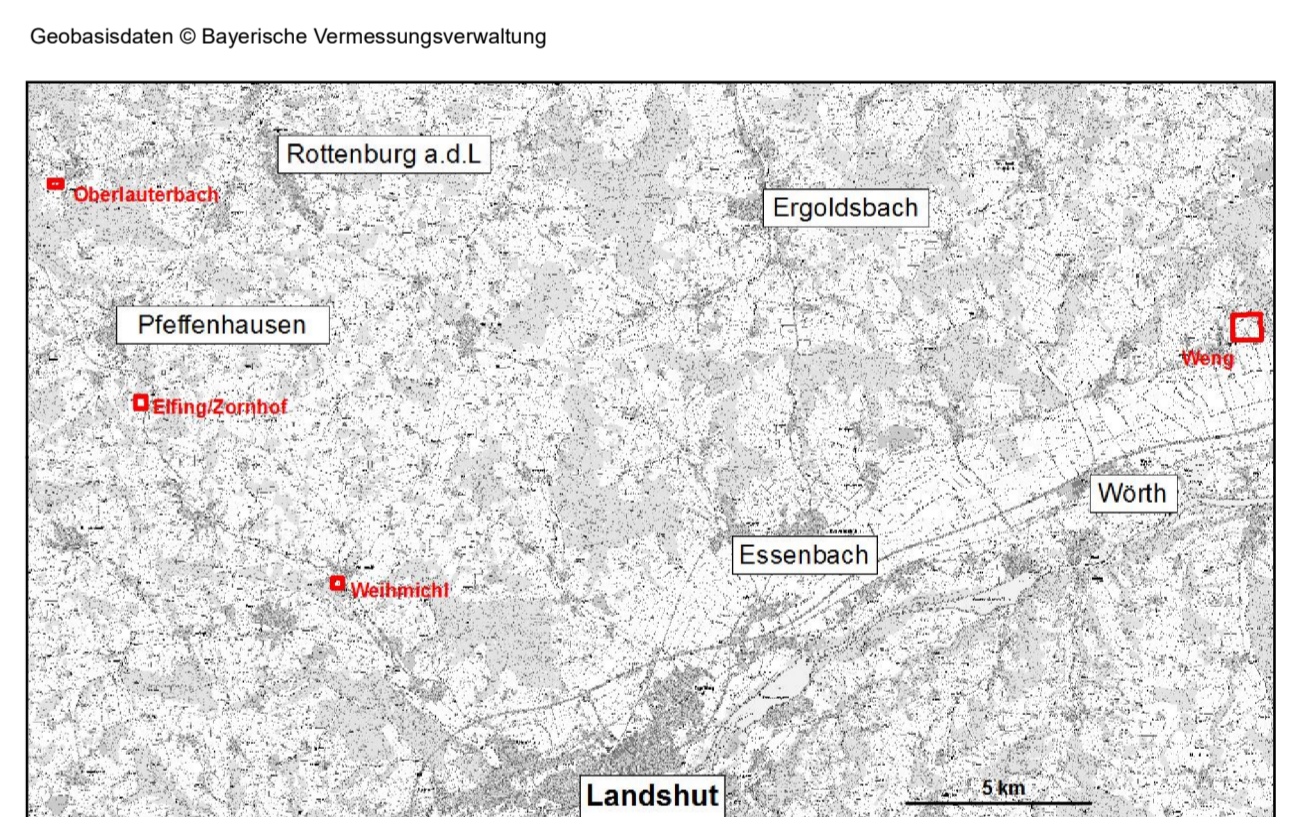 Geobasisdaten © Bayerische Vermessungsverwaltung
Rottenburg a.d.L
Oberlauterbach
Ergoldsbach
Pfeffenhausen
Weng
Elfing/Zornhof
Wörth
Essenbach
Weihmichl
Landshut
5 km